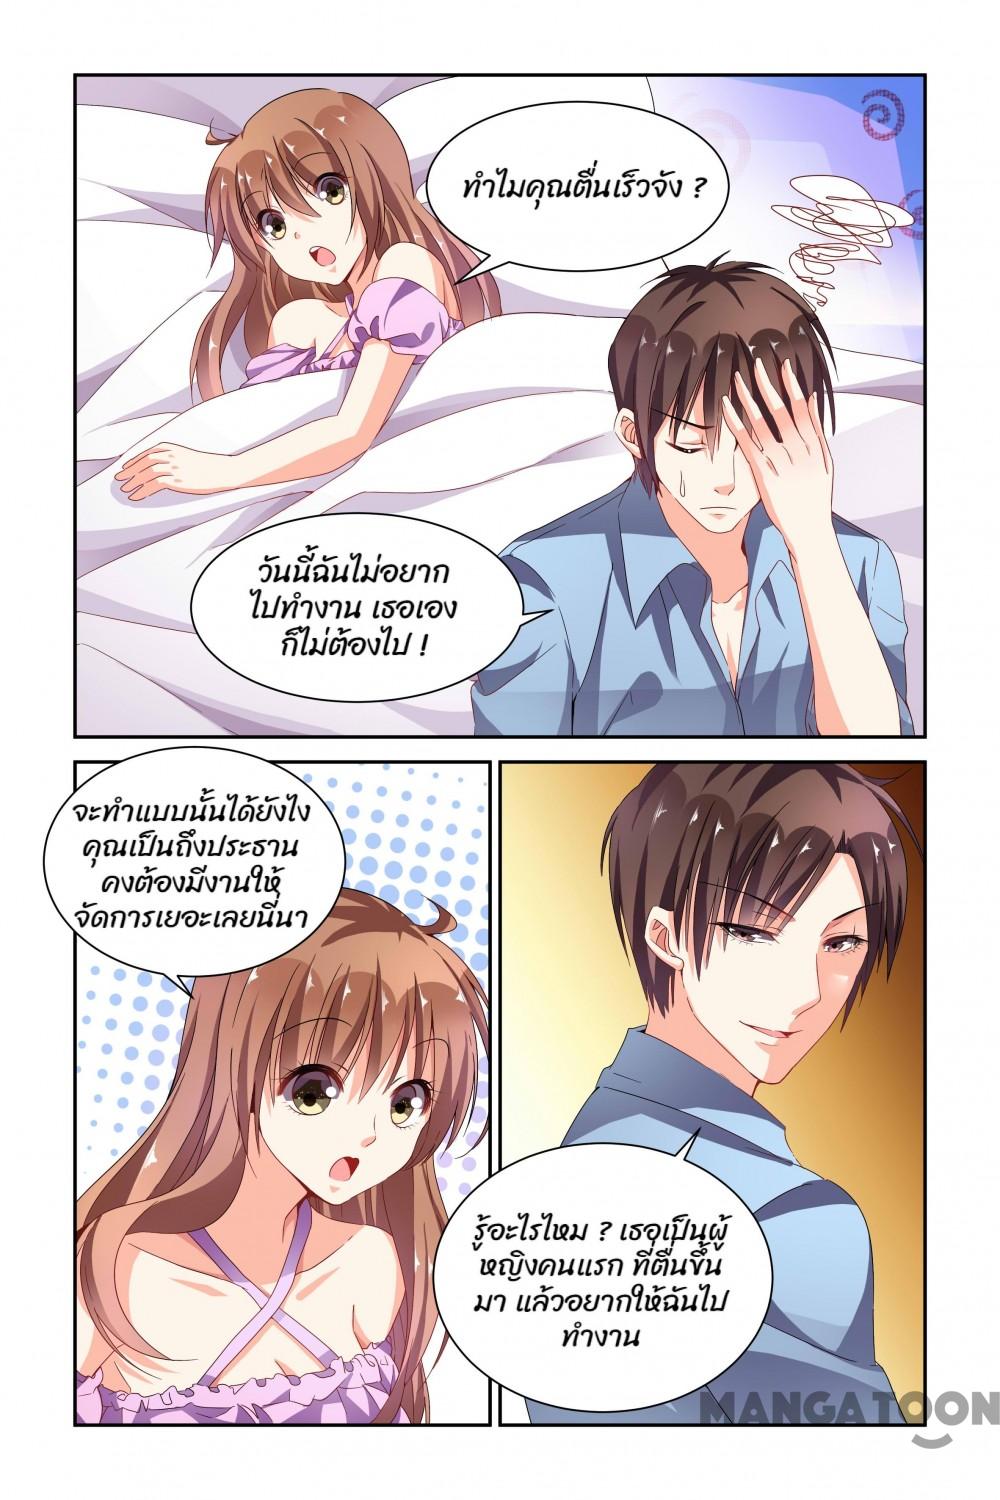 ทำไมคุณตื่นเร็วจัง ?
วันนี้ฉันไม่อยาก
ไปทำงาน เธอเอง
ก็ไม่ต้องไป !
จะทำแบบนั้นได้ยังไง
คุณเป็นถึงประธาน
คงต้องมีงานให้
จัดการเยอะเลยนี่นา
รู้อะไรไหม ? เธอเป็นผู้
หญิงคนแรก ที่ตื่นขึ้น
มา แล้วอยากให้ฉันไป
ทำงาน
MANGATOON